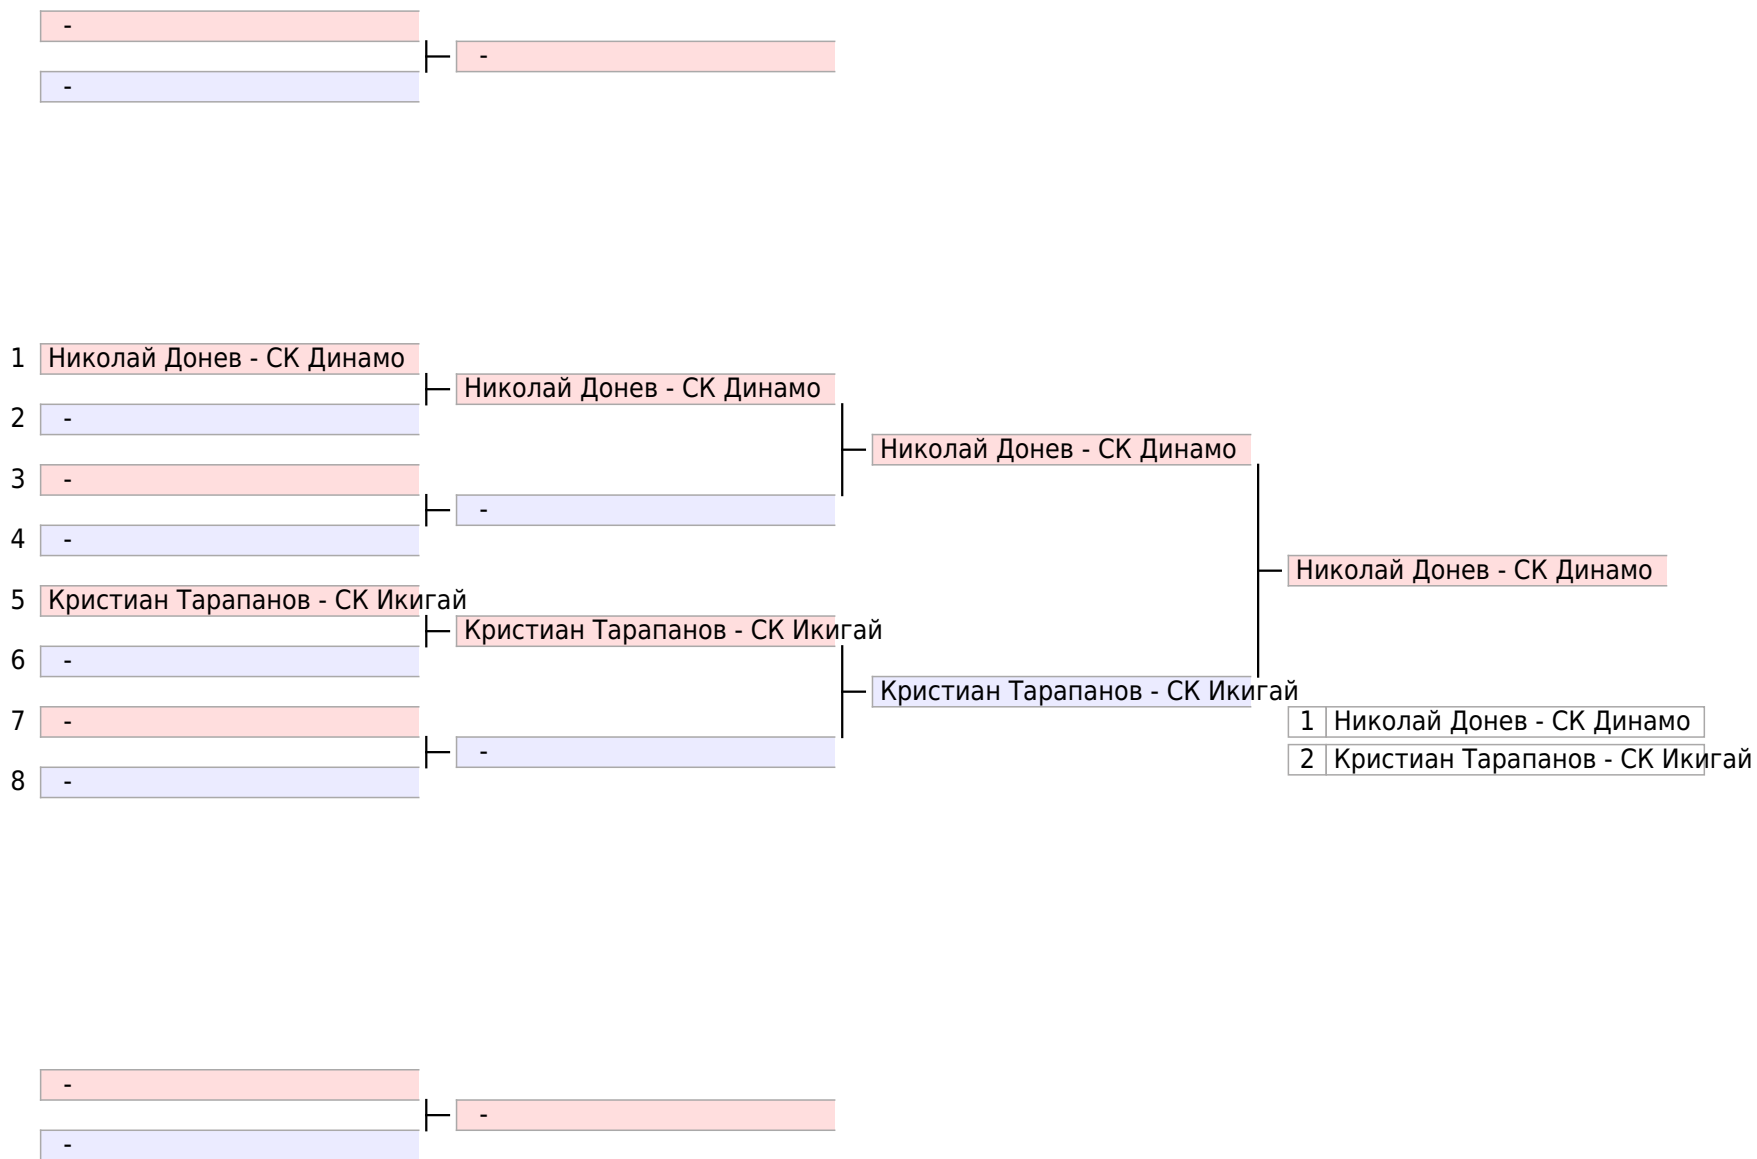 -
-
-
1 Николай Донев - СК Динамо
Николай Донев - СК Динамо
2 -
Николай Донев - СК Динамо
3 -
-
4 -
Николай Донев - СК Динамо
5 Кристиан Тарапанов - СК Икигай
Кристиан Тарапанов - СК Икигай
6 -
Кристиан Тарапанов - СК Икигай
7 -
1 Николай Донев - СК Динамо
-
2 Кристиан Тарапанов - СК Икигай
8 -
-
-
-